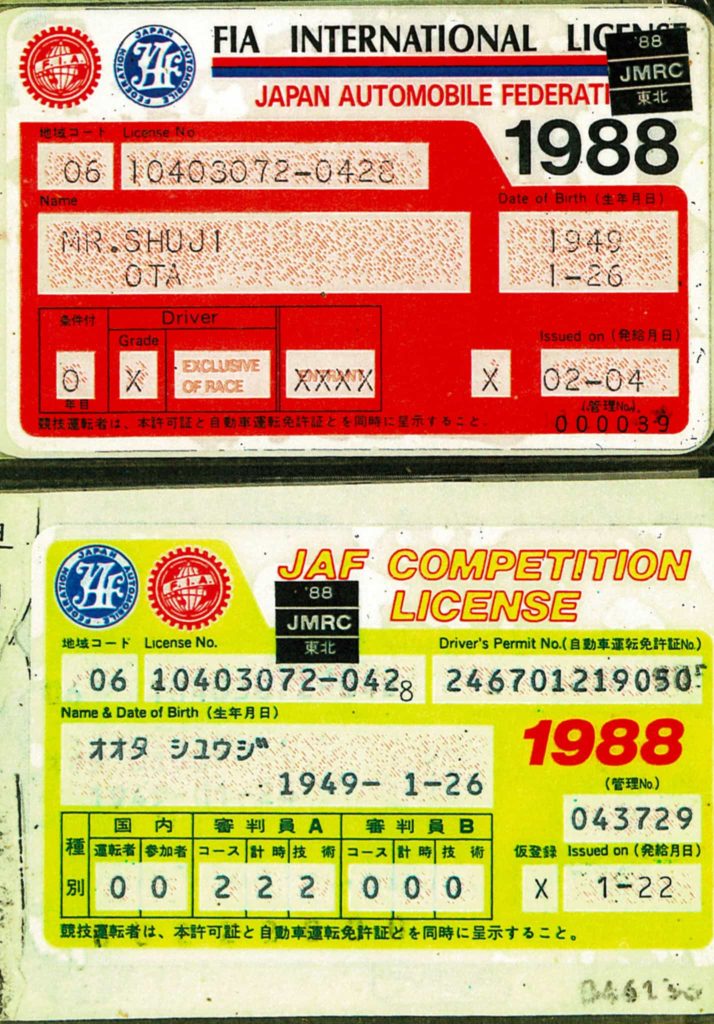 F.I.A.
JAPAN AUTOMOBILE FEDERATION
JAF
FIA INTERNATIONAL LICENSE
'88
JMRC
東北
JAPAN AUTOMOBILE FEDERATI
1988
地域コード License No
06 10403072-0428
Name
Date of Birth (生年月日)
MR.SHUJI
OTA
1949
1-26
条件付 Driver
Grade
Issued on (発給月日)
0 X EXCLUSIVE OF RACE XXXX X 02-04
年目
(管理No.)
競技運転者は、本許可証と自動車運転免許証とを同時に呈示すること。
000039
JAPAN AUTOMOBILE FEDERATION
JAF
F.I.A.
JAF COMPETITION
LICENSE
'88
JMRC
東北
地域コード License No. Driver's Permit No.(自動車運転免許証No.)
06 10403072-0428 246701219050
Name & Date of Birth (生年月日)
オオタ シユウジ
1949- 1-26
1988
(管理No.)
043729
種別 国内 審判員A 審判員B
運転者 参加者 コース 計時 技術 コース 計時 技術
仮登録 Issued on (発給月日)
0 0 2 2 2 0 0 0 X 1-22
競技運転者は、本許可証と自動車運転免許証とを同時に呈示すること。